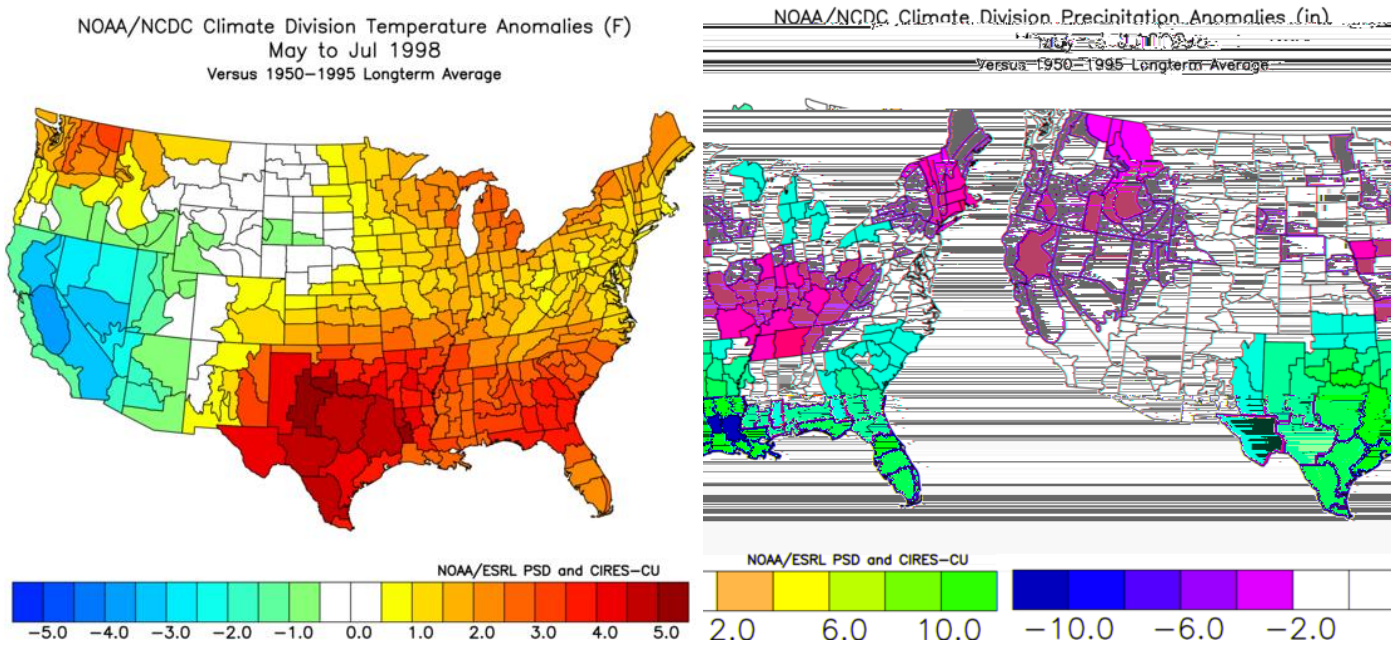 NOAA/NCDC Climate Division Temperature Anomalies (F)
May to Jul 1998
Versus 1950-1995 Longterm Average
NOAA/ESRL PSD and CIRES-CU
-5.0 -4.0 -3.0 -2.0 -1.0 0.0 1.0 2.0 3.0 4.0 5.0
NOAA/NCDC Climate Division Precipitation Anomalies (in)
Versus 1950-1995 Longterm Average
NOAA/ESRL PSD and CIRES-CU
2.0 6.0 10.0 -10.0 -6.0 -2.0